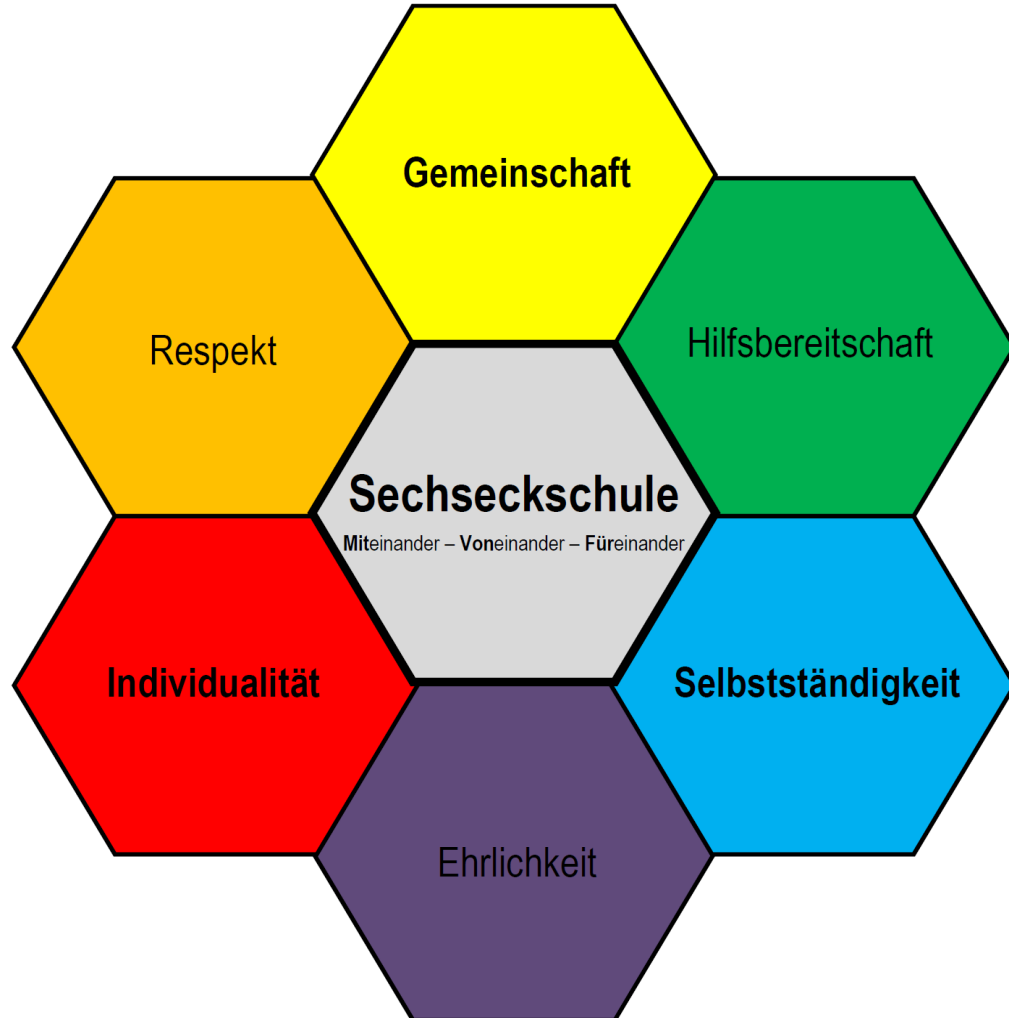 Gemeinschaft
Respekt
Hilfsbereitschaft
Sechseckschule
Miteinander – Voneinander – Füreinander
Individualität
Selbstständigkeit
Ehrlichkeit